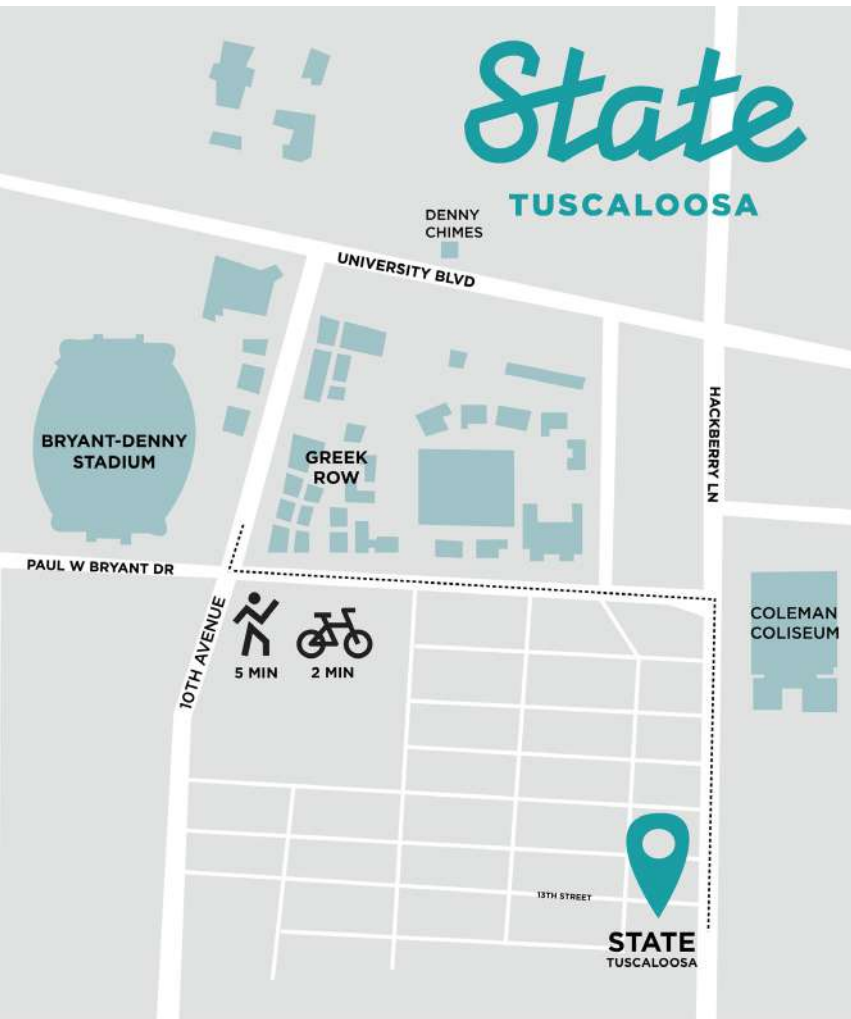 State
TUSCALOOSA
DENNY
CHIMES
UNIVERSITY BLVD
HACKBERRY LN
BRYANT-DENNY
STADIUM
GREEK
ROW
PAUL W BRYANT DR
10TH AVENUE
5 MIN
2 MIN
COLEMAN
COLISEUM
13TH STREET
STATE
TUSCALOOSA